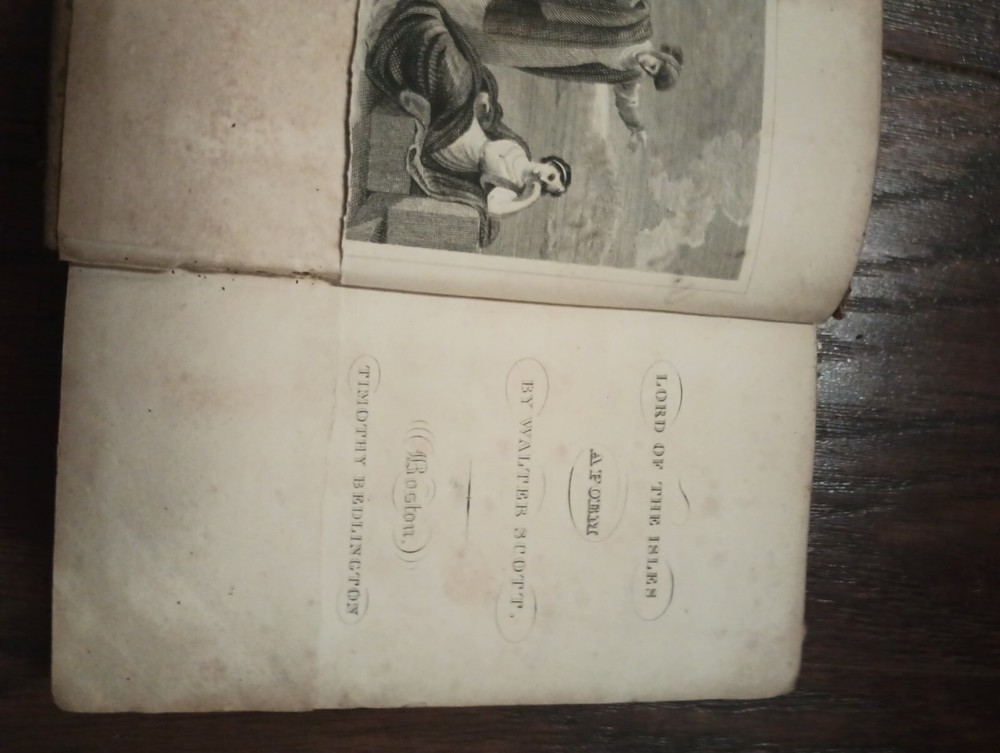 LORD OF THE ISLES
A POEM
BY WALTER SCOTT.
Boston.
TIMOTHY BEDLINGTON